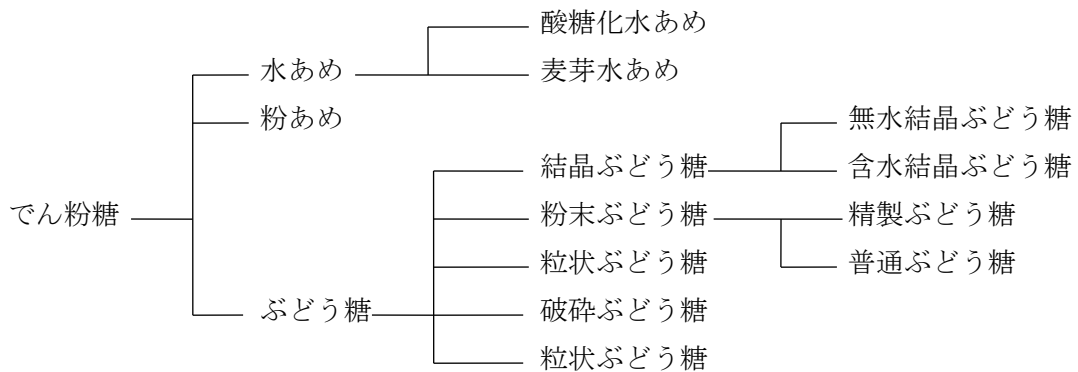 酸糖化水あめ
水あめ
麦芽水あめ
粉あめ
無水結晶ぶどう糖
結晶ぶどう糖
含水結晶ぶどう糖
でん粉糖
粉末ぶどう糖
精製ぶどう糖
粒状ぶどう糖
普通ぶどう糖
ぶどう糖
破砕ぶどう糖
粒状ぶどう糖